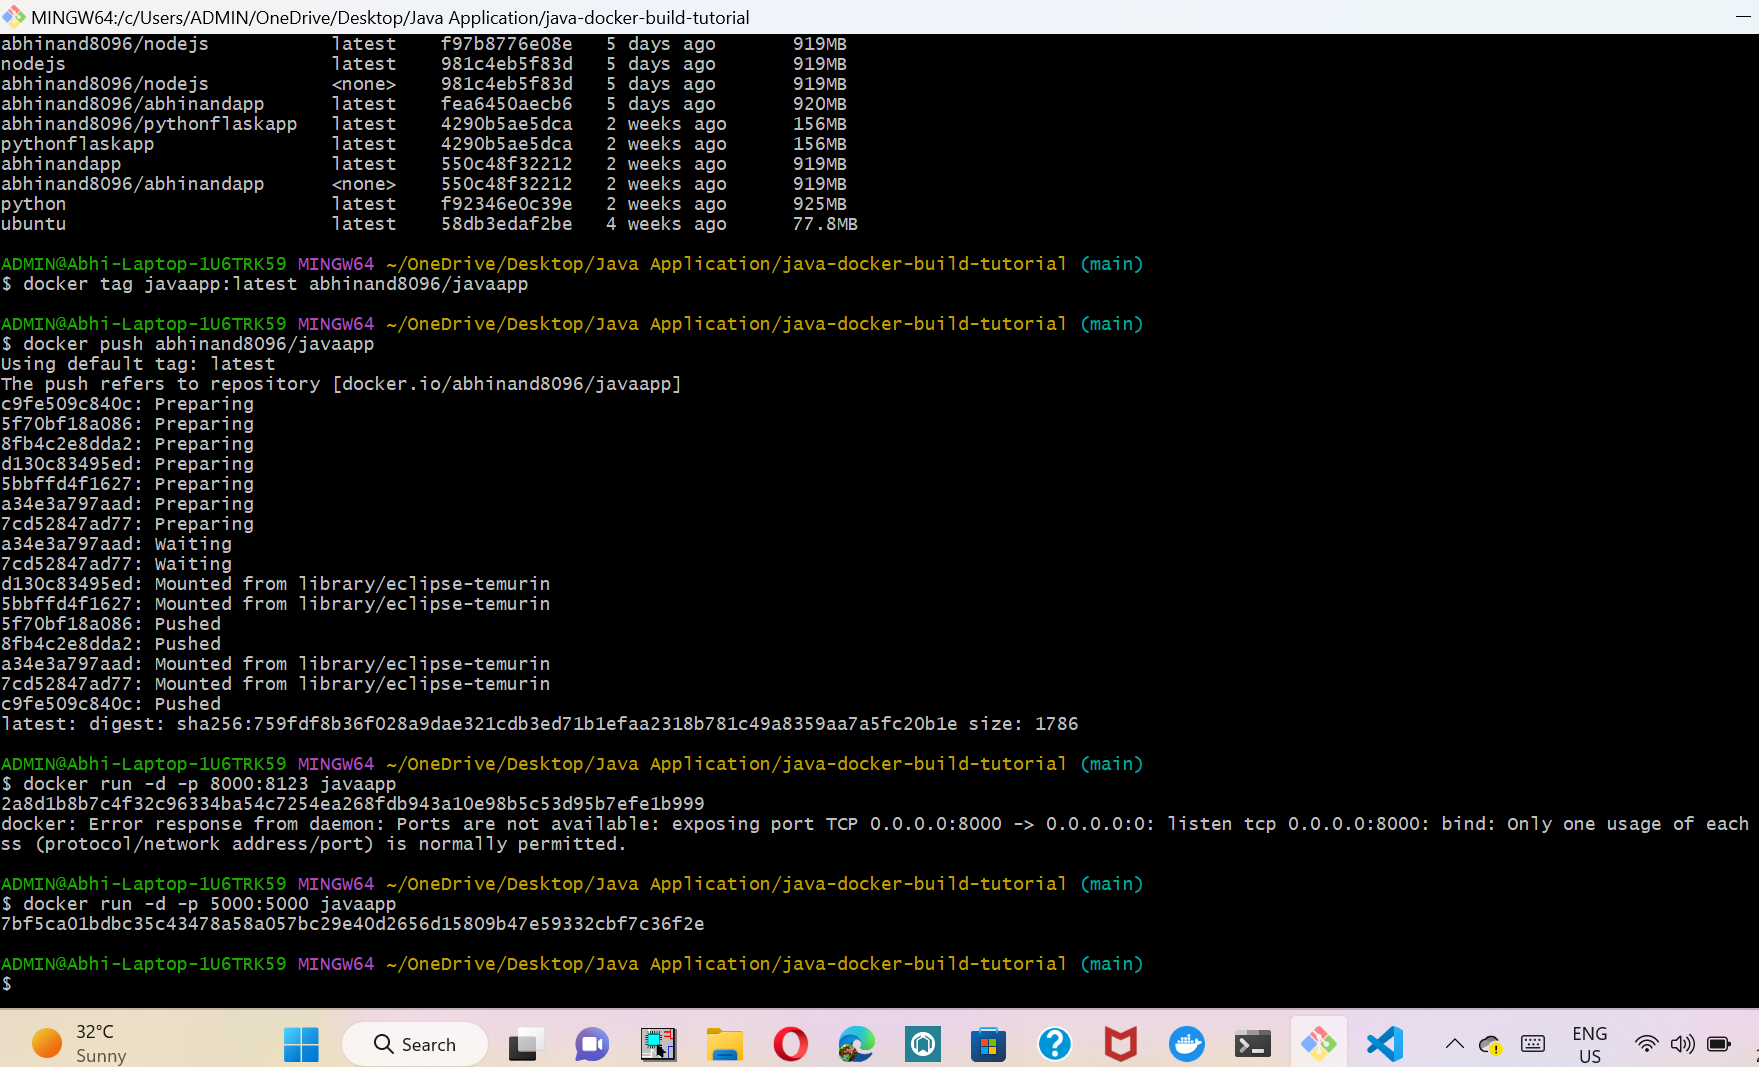 MINGW64:/c/Users/ADMIN/OneDrive/Desktop/Java Application/java-docker-build-tutorial
abhinand8096/nodejs latest f97b8776e08e 5 days ago 919MB
nodejs latest 981c4eb5f83d 5 days ago 919MB
abhinand8096/nodejs <none> 981c4eb5f83d 5 days ago 919MB
abhinand8096/abhinandapp latest fea6450aecb6 5 days ago 920MB
abhinand8096/pythonflaskapp latest 4290b5ae5dca 2 weeks ago 156MB
pythonflaskapp latest 4290b5ae5dca 2 weeks ago 156MB
abhinandapp latest 550c48f32212 2 weeks ago 919MB
abhinand8096/abhinandapp <none> 550c48f32212 2 weeks ago 919MB
python latest f92346e0c39e 2 weeks ago 925MB
ubuntu latest 58db3edaf2be 4 weeks ago 77.8MB
ADMIN@Abhi-Laptop-1U6TRK59 MINGW64 ~/OneDrive/Desktop/Java Application/java-docker-build-tutorial (main)
$ docker tag javaapp:latest abhinand8096/javaapp
ADMIN@Abhi-Laptop-1U6TRK59 MINGW64 ~/OneDrive/Desktop/Java Application/java-docker-build-tutorial (main)
$ docker push abhinand8096/javaapp
Using default tag: latest
The push refers to repository [docker.io/abhinand8096/javaapp]
c9fe509c840c: Preparing
5f70bf18a086: Preparing
8fb4c2e8dda2: Preparing
d130c83495ed: Preparing
5bbffd4f1627: Preparing
a34e3a797aad: Preparing
7cd52847ad77: Preparing
a34e3a797aad: Waiting
7cd52847ad77: Waiting
d130c83495ed: Mounted from library/eclipse-temurin
5bbffd4f1627: Mounted from library/eclipse-temurin
5f70bf18a086: Pushed
8fb4c2e8dda2: Pushed
a34e3a797aad: Mounted from library/eclipse-temurin
7cd52847ad77: Mounted from library/eclipse-temurin
c9fe509c840c: Pushed
latest: digest: sha256:759fdf8b36f028a9dae321cdb3ed71b1efaa2318b781c49a8359aa7a5fc20b1e size: 1786
ADMIN@Abhi-Laptop-1U6TRK59 MINGW64 ~/OneDrive/Desktop/Java Application/java-docker-build-tutorial (main)
$ docker run -d -p 8000:8123 javaapp
2a8d1b8b7c4f32c96334ba54c7254ea268fdb943a10e98b5c53d95b7efe1b999
docker: Error response from daemon: Ports are not available: exposing port TCP 0.0.0.0:8000 -> 0.0.0.0:0: listen tcp 0.0.0.0:8000: bind: Only one usage of each
ss (protocol/network address/port) is normally permitted.
ADMIN@Abhi-Laptop-1U6TRK59 MINGW64 ~/OneDrive/Desktop/Java Application/java-docker-build-tutorial (main)
$ docker run -d -p 5000:5000 javaapp
7bf5ca01bdbc35c43478a58a057bc29e40d2656d15809b47e59332cbf7c36f2e
ADMIN@Abhi-Laptop-1U6TRK59 MINGW64 ~/OneDrive/Desktop/Java Application/java-docker-build-tutorial (main)
$
32°C
Sunny
Search
ENG
US